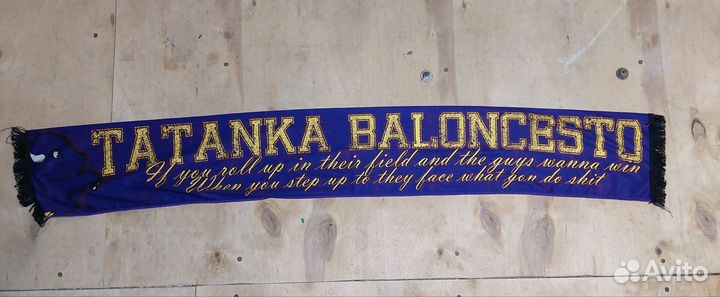 TATANKA BALONCESTO
If you roll up in their field and the guys wanna win
When you step up to they face what gon do shit
Avito